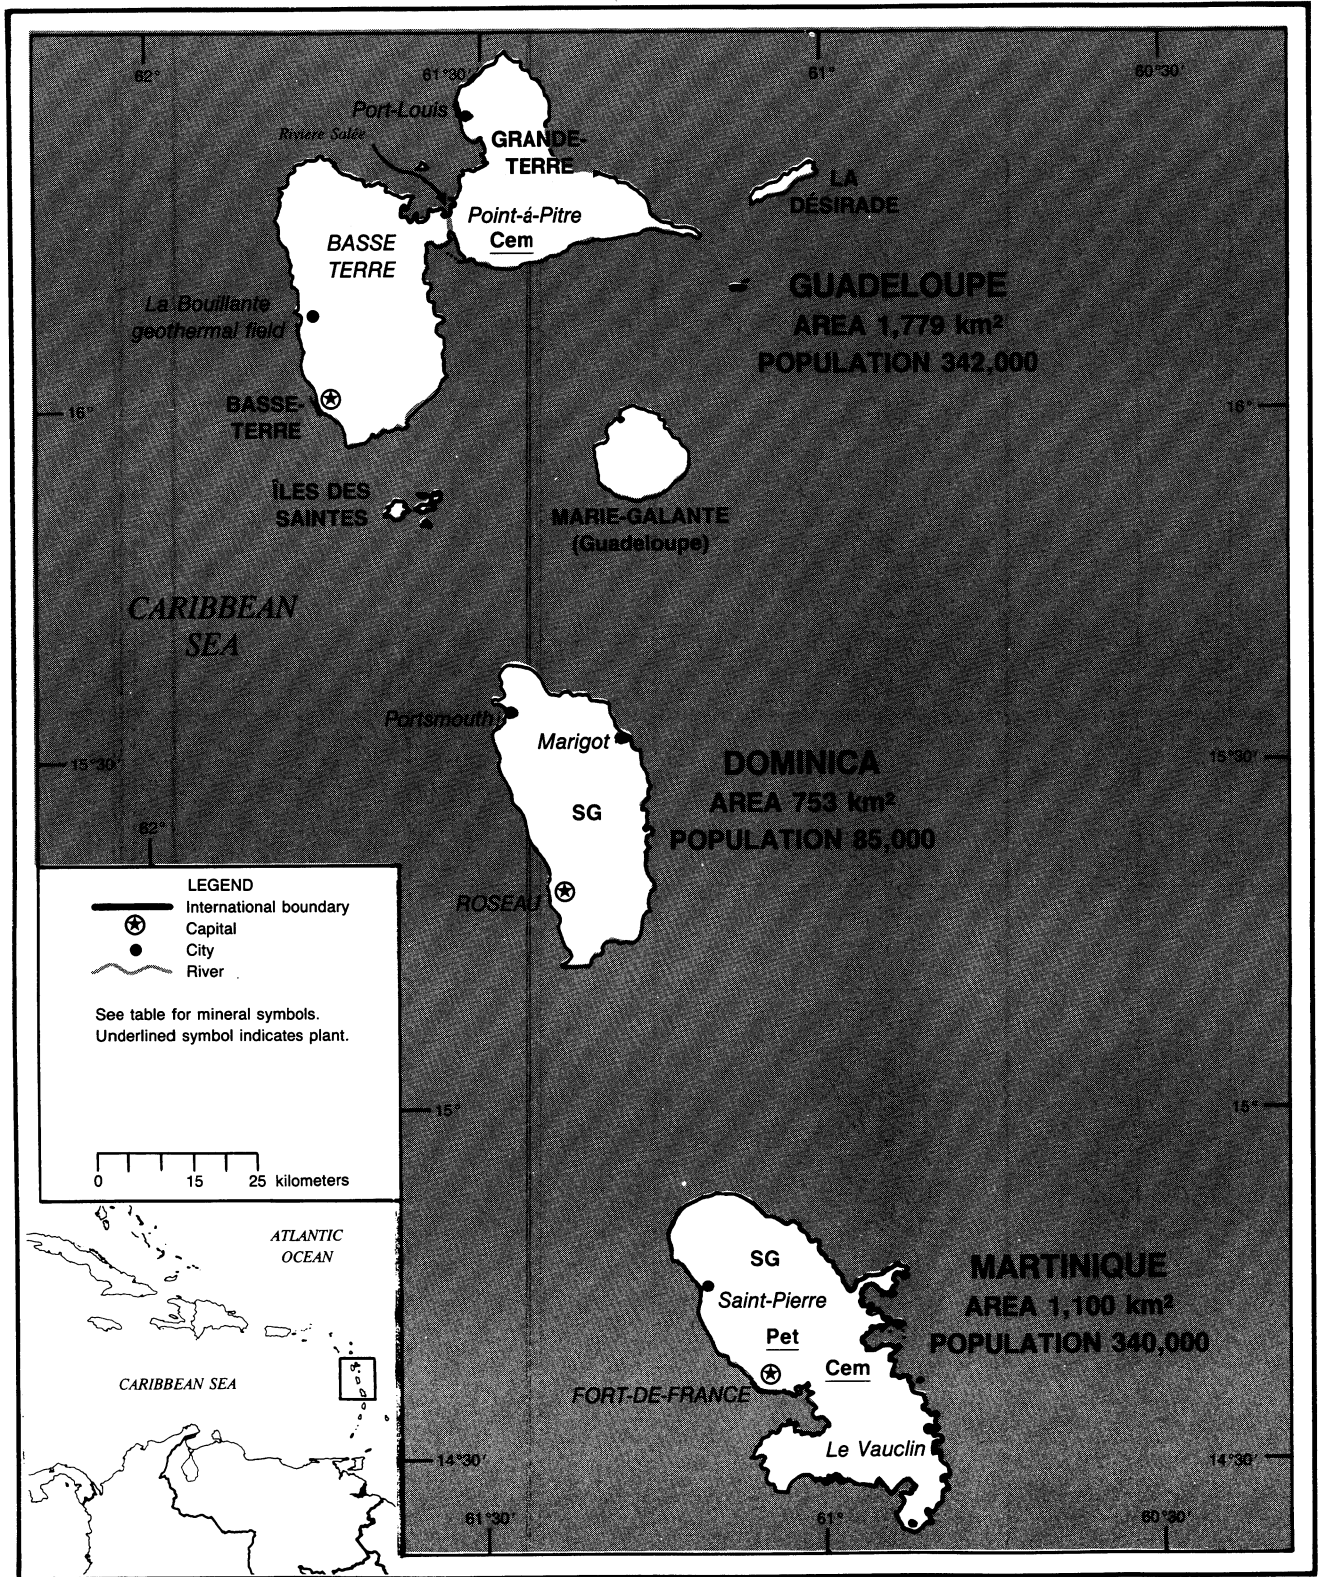 62°
61°30'
61°
60°30'
Port-Louis
Rivière Salée
GRANDE-
TERRE
LA
DÉSIRADE
Point-á-Pitre
Cem
BASSE
TERRE
La Bouillante
geothermal field
GUADELOUPE
AREA 1,779 km²
POPULATION 342,000
BASSE-
TERRE
16°
16°
ÎLES DES
SAINTES
MARIE-GALANTE
(Guadeloupe)
CARIBBEAN
SEA
Portsmouth
Marigot
15°30'
15°30'
DOMINICA
AREA 753 km²
POPULATION 85,000
SG
62°
ROSEAU
LEGEND
International boundary
Capital
City
River
See table for mineral symbols.
Underlined symbol indicates plant.
0 15 25 kilometers
15°
15°
ATLANTIC
OCEAN
CARIBBEAN SEA
SG
Saint-Pierre
Pet
Cem
FORT-DE-FRANCE
Le Vauclin
MARTINIQUE
AREA 1,100 km²
POPULATION 340,000
14°30'
14°30'
61°30'
61°
60°30'